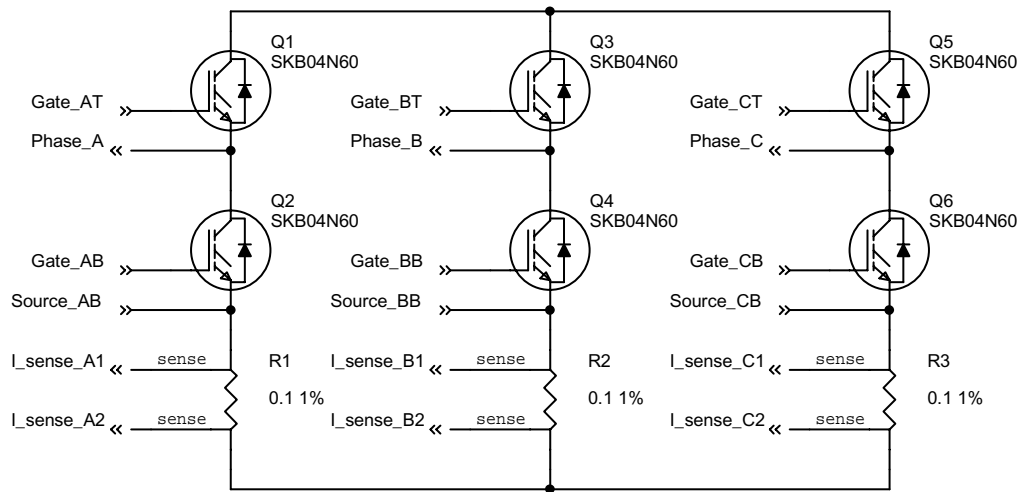 Q1
SKB04N60
Q3
SKB04N60
Q5
SKB04N60
Gate_AT
Gate_BT
Gate_CT
Phase_A
Phase_B
Phase_C
Q2
SKB04N60
Q4
SKB04N60
Q6
SKB04N60
Gate_AB
Gate_BB
Gate_CB
Source_AB
Source_BB
Source_CB
I_sense_A1
sense
R1
I_sense_B1
sense
R2
I_sense_C1
sense
R3
0.1 1%
0.1 1%
0.1 1%
I_sense_A2
sense
I_sense_B2
sense
I_sense_C2
sense